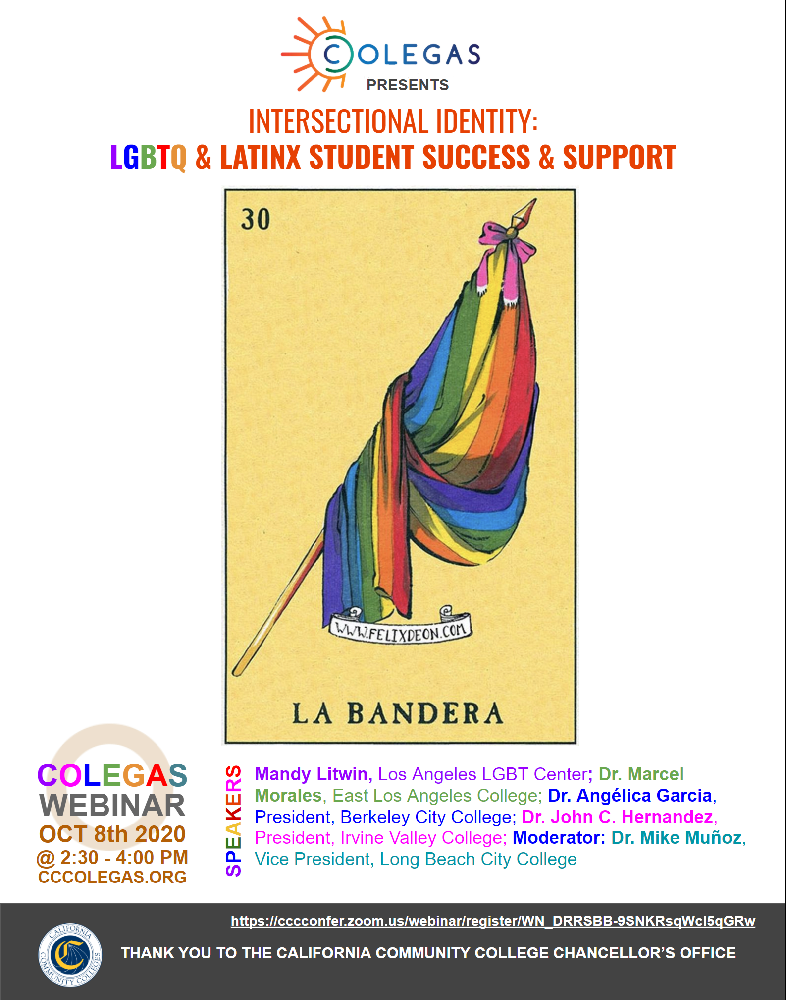 COLEGAS
PRESENTS
INTERSECTIONAL IDENTITY:
LGBTQ & LATINX STUDENT SUCCESS & SUPPORT
30
WWW.FELIXDEON.COM
LA BANDERA
COLEGAS
WEBINAR
OCT 8th 2020
@ 2:30 - 4:00 PM
CCCOLEGAS.ORG
SPEAKERS
Mandy Litwin, Los Angeles LGBT Center; Dr. Marcel
Morales, East Los Angeles College; Dr. Angélica Garcia,
President, Berkeley City College; Dr. John C. Hernandez,
President, Irvine Valley College; Moderator: Dr. Mike Muñoz,
Vice President, Long Beach City College
https://cccconfer.zoom.us/webinar/register/WN_DRRSBB-9SNKRsqWcI5qGRw
CALIFORNIA
COMMUNITY COLLEGES
THANK YOU TO THE CALIFORNIA COMMUNITY COLLEGE CHANCELLOR’S OFFICE